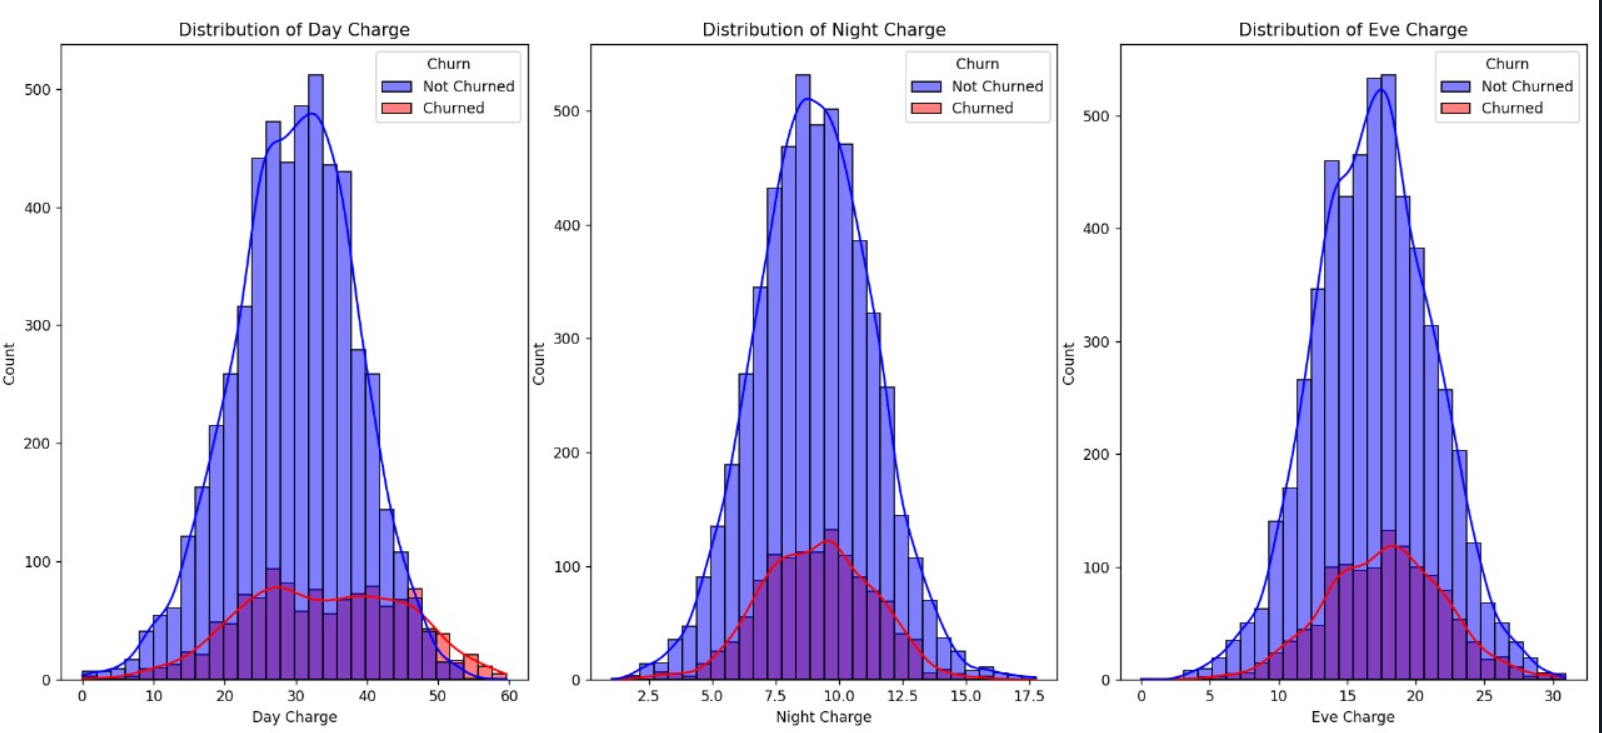 Distribution of Day Charge
Churn
Not Churned
Churned
500
400
300
200
100
0
Count
0 10 20 30 40 50 60
Day Charge
Distribution of Night Charge
Churn
Not Churned
Churned
500
400
300
200
100
0
Count
2.5 5.0 7.5 10.0 12.5 15.0 17.5
Night Charge
Distribution of Eve Charge
Churn
Not Churned
Churned
500
400
300
200
100
0
Count
0 5 10 15 20 25 30
Eve Charge